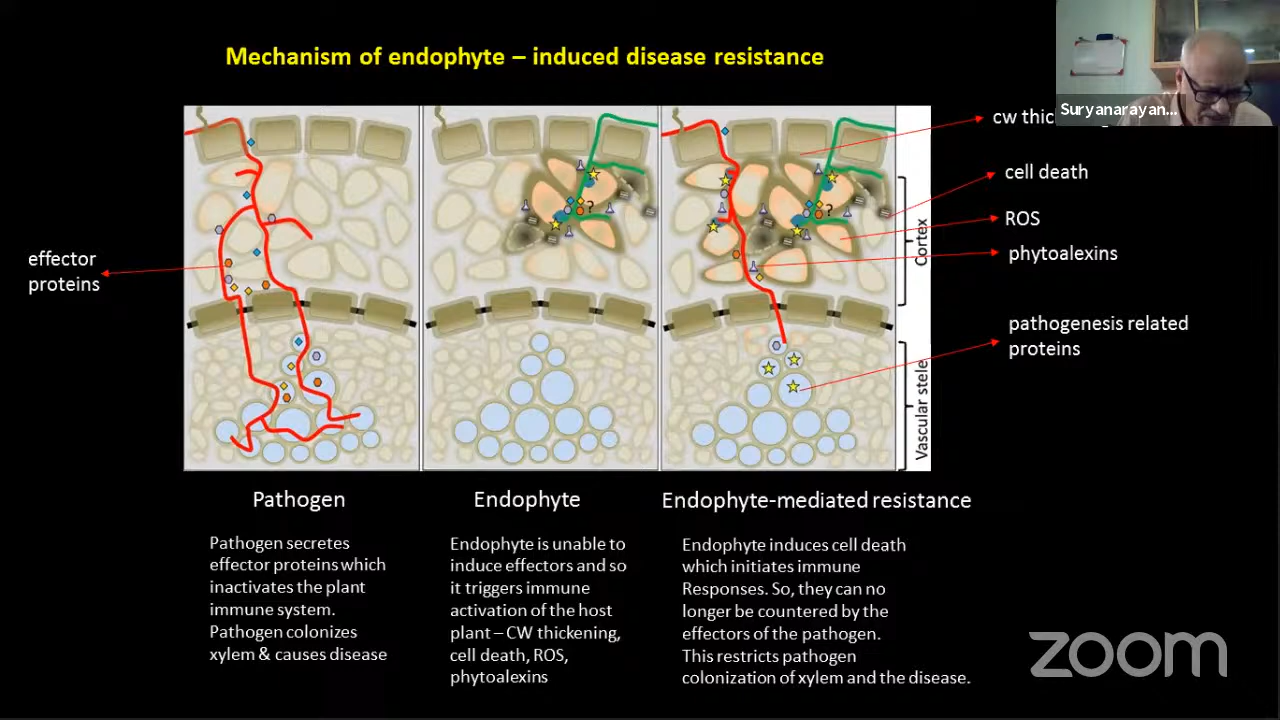 Mechanism of endophyte – induced disease resistance
Suryanarayan...
cw
cell death
ROS
phytoalexins
pathogenesis related
proteins
effector
proteins
?
?
Cortex
Vascular stele
Pathogen
Pathogen secretes
effector proteins which
inactivates the plant
immune system.
Pathogen colonizes
xylem & causes disease
Endophyte
Endophyte is unable to
induce effectors and so
it triggers immune
activation of the host
plant – CW thickening,
cell death, ROS,
phytoalexins
Endophyte-mediated resistance
Endophyte induces cell death
which initiates immune
Responses. So, they can no
longer be countered by the
effectors of the pathogen.
This restricts pathogen
colonization of xylem and the disease.
zoom